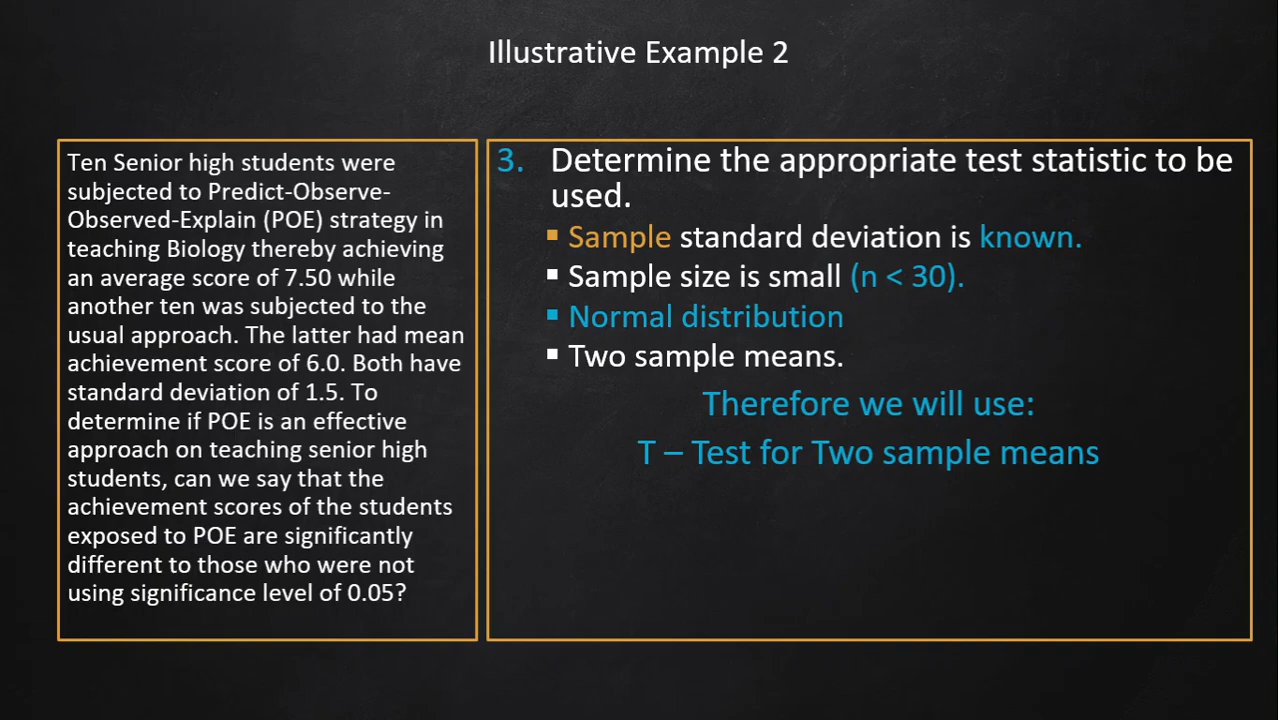 Illustrative Example 2
Ten Senior high students were
subjected to Predict-Observe-
Observed-Explain (POE) strategy in
teaching Biology thereby achieving
an average score of 7.50 while
another ten was subjected to the
usual approach. The latter had mean
achievement score of 6.0. Both have
standard deviation of 1.5. To
determine if POE is an effective
approach on teaching senior high
students, can we say that the
achievement scores of the students
exposed to POE are significantly
different to those who were not
using significance level of 0.05?
3. Determine the appropriate test statistic to be
used.
▪ Sample standard deviation is known.
▪ Sample size is small (n < 30).
▪ Normal distribution
▪ Two sample means.
Therefore we will use:
T – Test for Two sample means